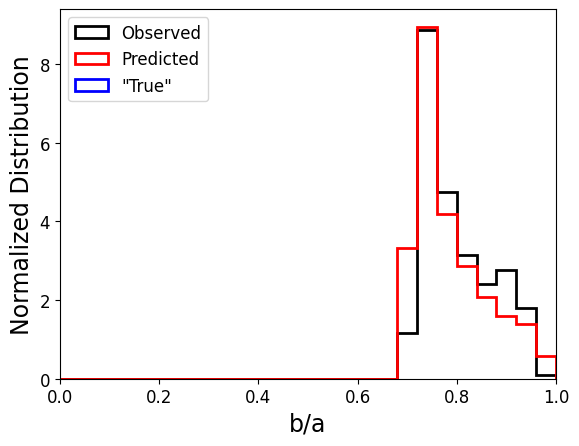 Observed
Predicted
"True"
Normalized Distribution
8
6
4
2
0
0.0 0.2 0.4 0.6 0.8 1.0
b/a